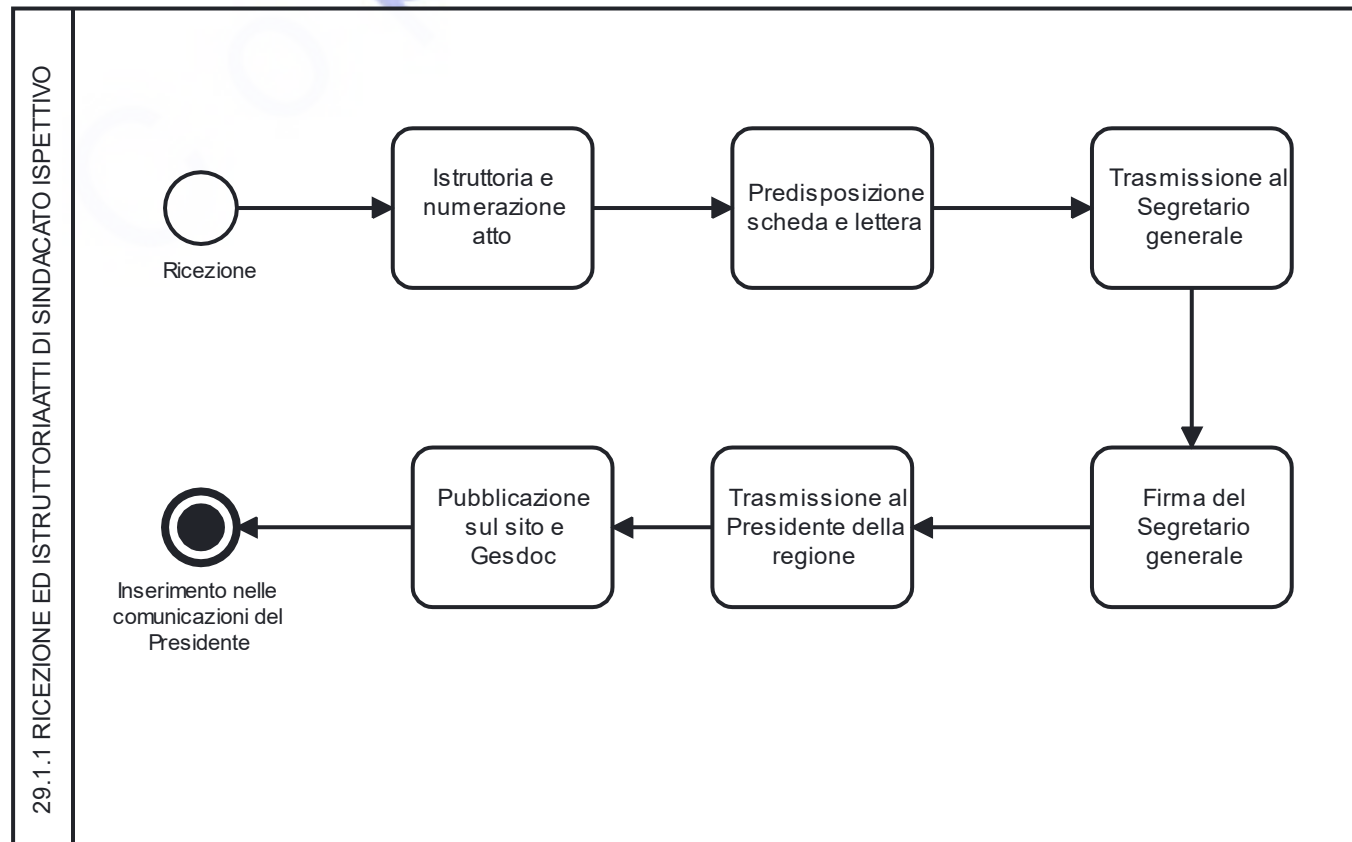 29.1.1 RICEZIONE ED ISTRUTTORIAATTI DI SINDACATO ISPETTIVO
Ricezione
Istruttoria e
numerazione
atto
Predisposizione
scheda e lettera
Trasmissione al
Segretario
generale
Firma del
Segretario
generale
Trasmissione al
Presidente della
regione
Pubblicazione
sul sito e
Gesdoc
Inserimento nelle
comunicazioni del
Presidente